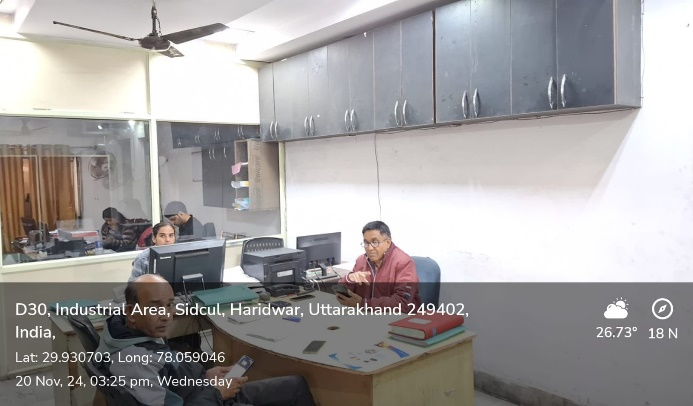 D30, Industrial Area, Sidcul, Haridwar, Uttarakhand 249402,
India,
Lat: 29.930703, Long: 78.059046
20 Nov, 24, 03:25 pm, Wednesday
26.73° 18 N